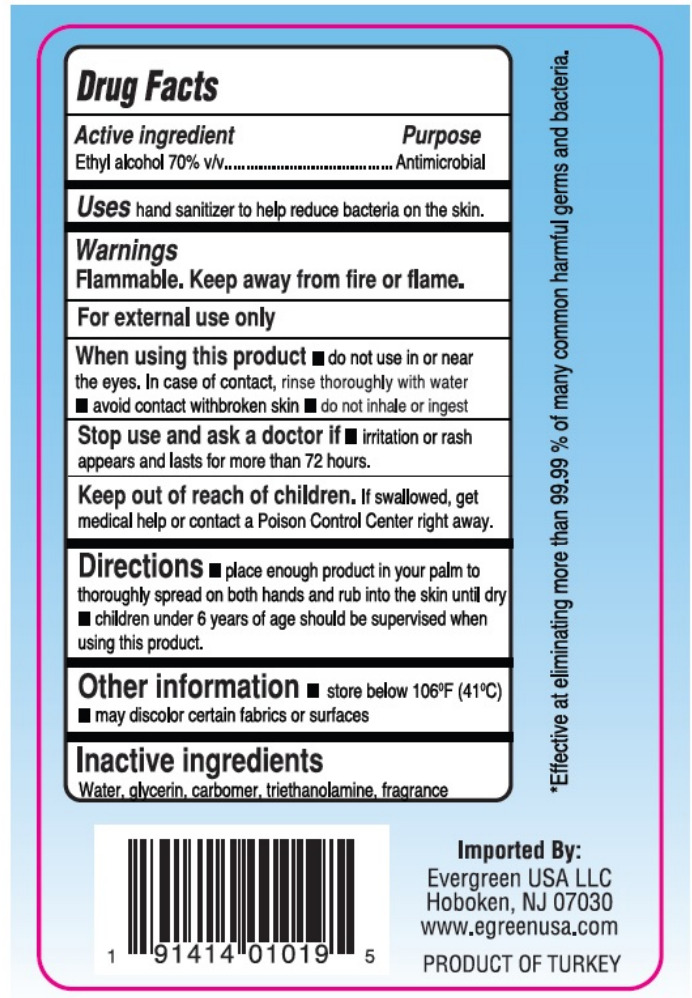 Drug Facts
Active ingredient Purpose
Ethyl alcohol 70% v/v....................................... Antimicrobial
Uses hand sanitizer to help reduce bacteria on the skin.
Warnings
Flammable. Keep away from fire or flame.
For external use only
When using this product ■ do not use in or near
the eyes. In case of contact, rinse thoroughly with water
■ avoid contact withbroken skin ■ do not inhale or ingest
Stop use and ask a doctor if ■ irritation or rash
appears and lasts for more than 72 hours.
Keep out of reach of children. If swallowed, get
medical help or contact a Poison Control Center right away.
Directions ■ place enough product in your palm to
thoroughly spread on both hands and rub into the skin until dry
■ children under 6 years of age should be supervised when
using this product.
Other information ■ store below 106ºF (41ºC)
■ may discolor certain fabrics or surfaces
Inactive ingredients
Water, glycerin, carbomer, triethanolamine, fragrance
*Effective at eliminating more than 99.99 % of many common harmful germs and bacteria.
1 91414 01019 5
Imported By:
Evergreen USA LLC
Hoboken, NJ 07030
www.egreenusa.com
PRODUCT OF TURKEY